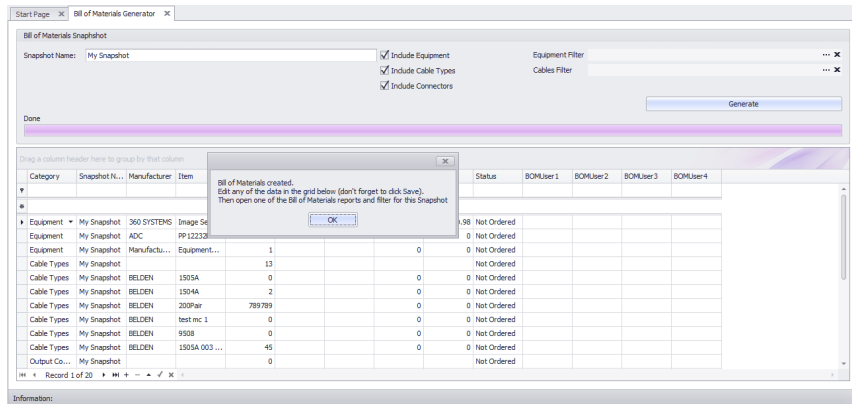 Start Page Bill of Materials Generator
Bill of Materials Snaphshot
Snapshot Name: My Snapshot Include Equipment Equipment Filter
Include Cable Types Cables Filter
Include Connectors
Generate
Done
Drag a column header here to group by that column
Category Snapshot N... Manufacturer Item Status BOMUser1 BOMUser2 BOMUser3 BOMUser4
Bill of Materials created.
Edit any of the data in the grid below (don't forget to click Save).
Then open one of the Bill of Materials reports and filter for this Snapshot
OK
Equipment My Snapshot 360 SYSTEMS Image Se .98 Not Ordered
Equipment My Snapshot ADC PP12232 0 Not Ordered
Equipment My Snapshot Manufactu... Equipment... 1 0 0 Not Ordered
Cable Types My Snapshot 13 Not Ordered
Cable Types My Snapshot BELDEN 1505A 0 0 0 Not Ordered
Cable Types My Snapshot BELDEN 1504A 2 0 0 Not Ordered
Cable Types My Snapshot BELDEN 200Pair 789789 0 0 Not Ordered
Cable Types My Snapshot BELDEN test mc 1 0 0 0 Not Ordered
Cable Types My Snapshot BELDEN 9508 0 0 0 Not Ordered
Cable Types My Snapshot BELDEN 1505A 003 ... 45 0 0 Not Ordered
Output Co... My Snapshot 0 Not Ordered
Record 1 of 20
Information: